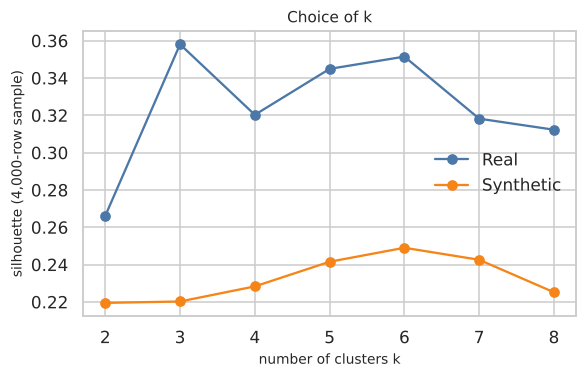 Choice of k
silhouette (4,000-row sample)
0.36
0.34
0.32
0.30
0.28
0.26
0.24
0.22
Real
Synthetic
2 3 4 5 6 7 8
number of clusters k